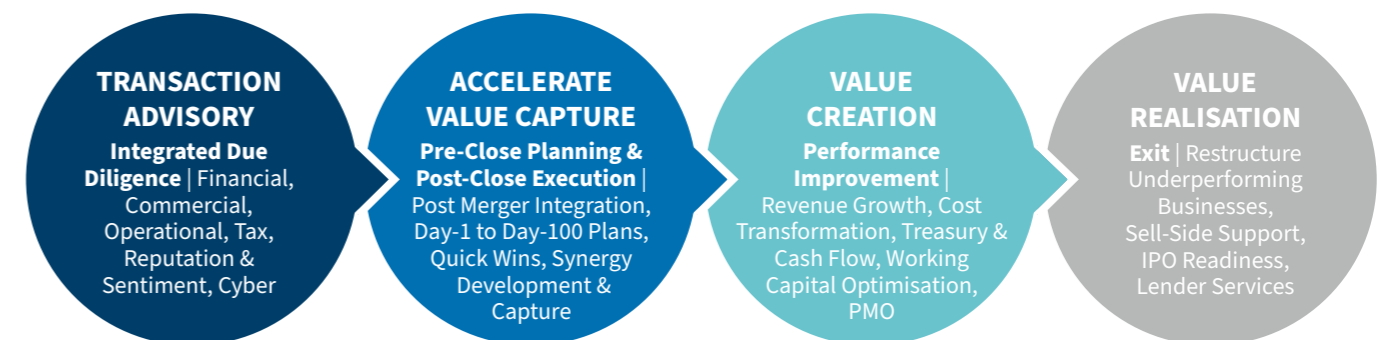 TRANSACTION
ADVISORY
Integrated Due
Diligence | Financial,
Commercial,
Operational, Tax,
Reputation &
Sentiment, Cyber
ACCELERATE
VALUE CAPTURE
Pre-Close Planning &
Post-Close Execution |
Post Merger Integration,
Day-1 to Day-100 Plans,
Quick Wins, Synergy
Development &
Capture
VALUE
CREATION
Performance
Improvement |
Revenue Growth, Cost
Transformation, Treasury &
Cash Flow, Working
Capital Optimisation,
PMO
VALUE
REALISATION
Exit | Restructure
Underperforming
Businesses,
Sell-Side Support,
IPO Readiness,
Lender Services